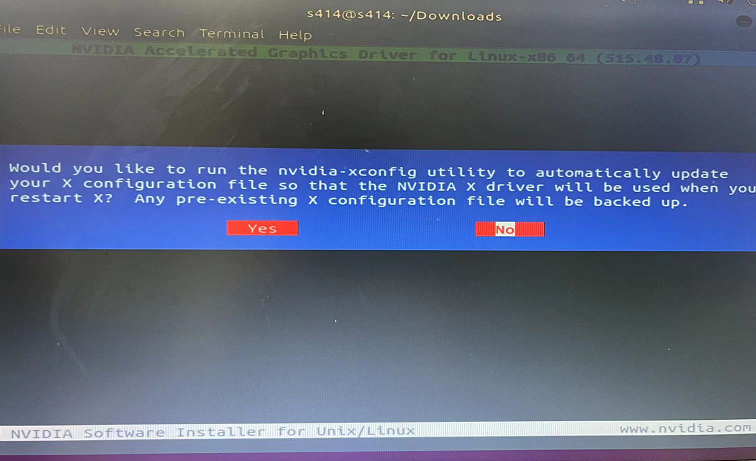 s414@s414: ~/Downloads
File Edit View Search Terminal Help
NVIDIA Accelerated Graphics Driver for Linux-x86_64 (515.48.07)
Would you like to run the nvidia-xconfig utility to automatically update
your X configuration file so that the NVIDIA X driver will be used when you
restart X? Any pre-existing X configuration file will be backed up.
Yes No
NVIDIA Software Installer for Unix/Linux www.nvidia.com